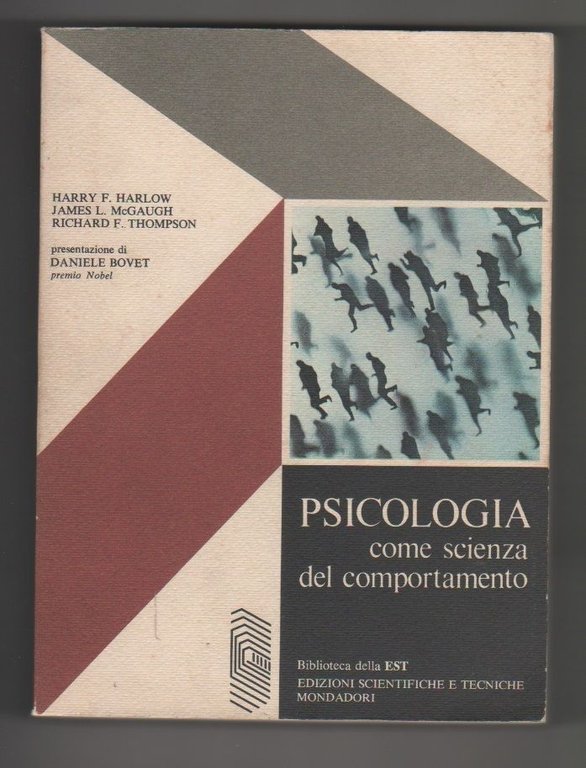 HARRY F. HARLOW
JAMES L. McGAUGH
RICHARD F. THOMPSON
presentazione di
DANIELE BOVET
premio Nobel
PSICOLOGIA
come scienza
del comportamento
Biblioteca della EST
EDIZIONI SCIENTIFICHE E TECNICHE
MONDADORI